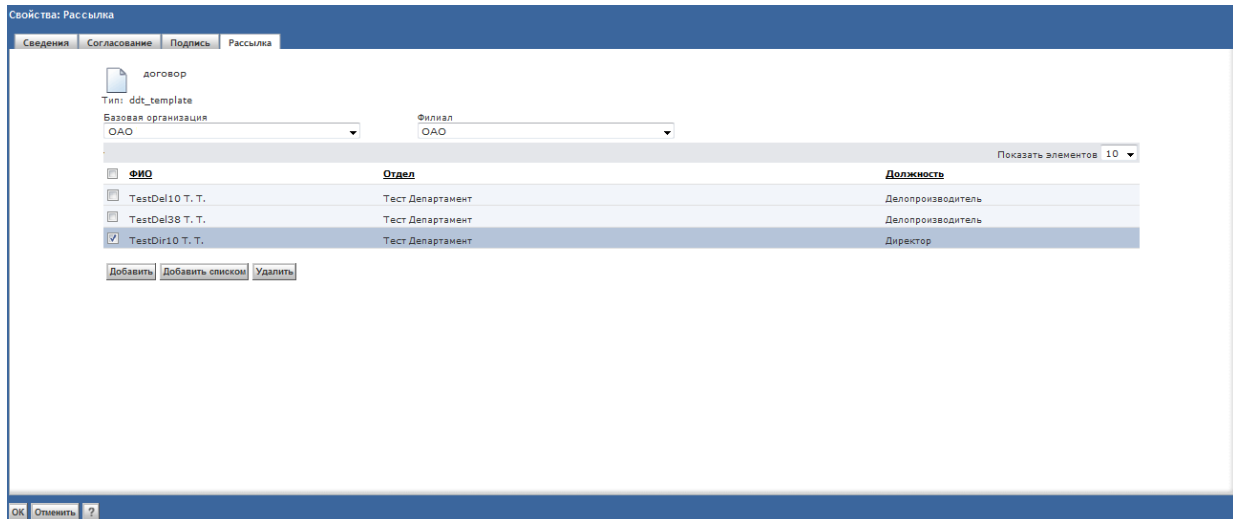 Свойства: Рассылка
Сведения Согласование Подпись Рассылка
договор
Тип: ddt_template
Базовая организация Филиал
ОАО ОАО
Показать элементов 10
ФИО Отдел Должность
TestDel10 Т. Т. Тест Департамент Делопроизводитель
TestDel38 Т. Т. Тест Департамент Делопроизводитель
TestDir10 Т. Т. Тест Департамент Директор
Добавить Добавить списком Удалить
ОК Отменить ?